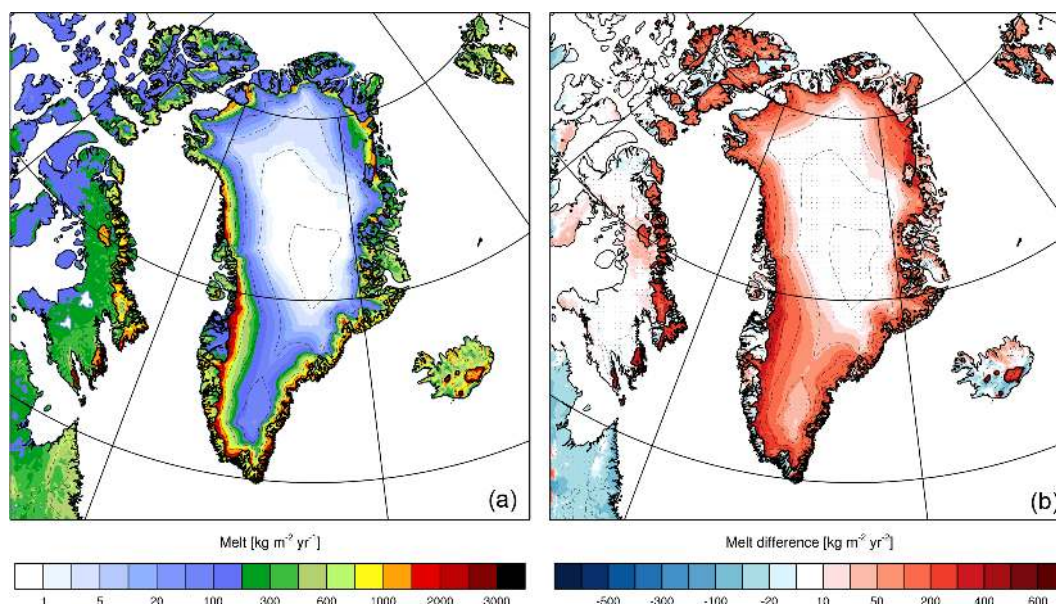 (a)
(b)
Melt [kg m⁻² yr⁻¹]
1 5 20 100 300 600 1000 2000 3000
Melt difference [kg m⁻² yr⁻²]
-500 -300 -100 -20 10 50 200 400 600